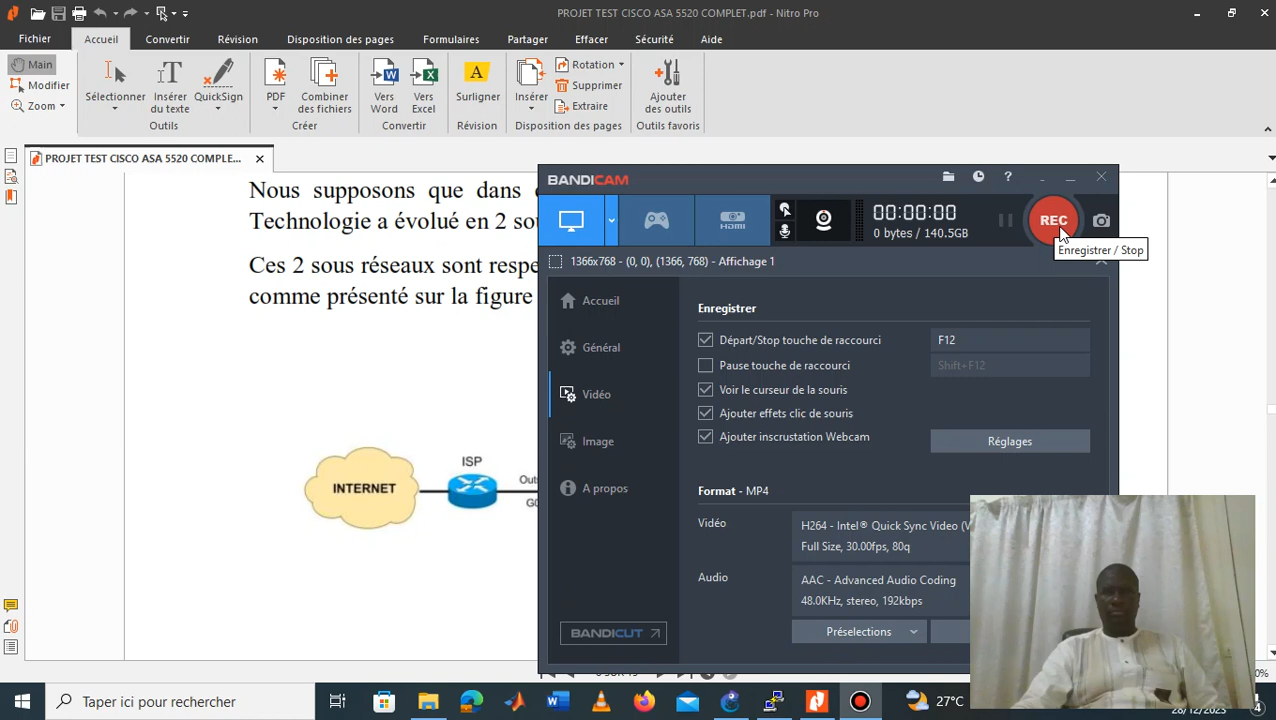 PROJET TEST CISCO ASA 5520 COMPLET.pdf - Nitro Pro
Fichier Accueil Convertir Révision Disposition des pages Formulaires Partager Effacer Sécurité Aide
Main
Modifier
Zoom
Sélectionner
Insérer du texte
QuickSign
Outils
PDF
Combiner des fichiers
Créer
Vers Word
Vers Excel
Convertir
Surligner
Révision
Insérer
Rotation
Supprimer
Extraire
Disposition des pages
Ajouter des outils
Outils favoris
PROJET TEST CISCO ASA 5520 COMPLE...
Nous supposons que dans
Technologie a évolué en 2 sou
Ces 2 sous réseaux sont respe
comme présenté sur la figure
INTERNET
ISP
Outs
BANDICAM
HDMI
00:00:00
0 bytes / 140.5GB
REC
Enregistrer / Stop
1366x768 - (0, 0), (1366, 768) - Affichage 1
Accueil
Général
Vidéo
Image
A propos
BANDICUT
Enregistrer
Départ/Stop touche de raccourci F12
Pause touche de raccourci Shift+F12
Voir le curseur de la souris
Ajouter effets clic de souris
Ajouter inscrustation Webcam Réglages
Format - MP4
Vidéo
H264 - Intel® Quick Sync Video (V
Full Size, 30.00fps, 80q
Audio
AAC - Advanced Audio Coding
48.0KHz, stereo, 192kbps
Préselections
Taper ici pour rechercher
27°C
28/12/2023